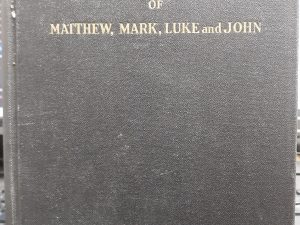 OF
MATTHEW, MARK, LUKE and JOHN